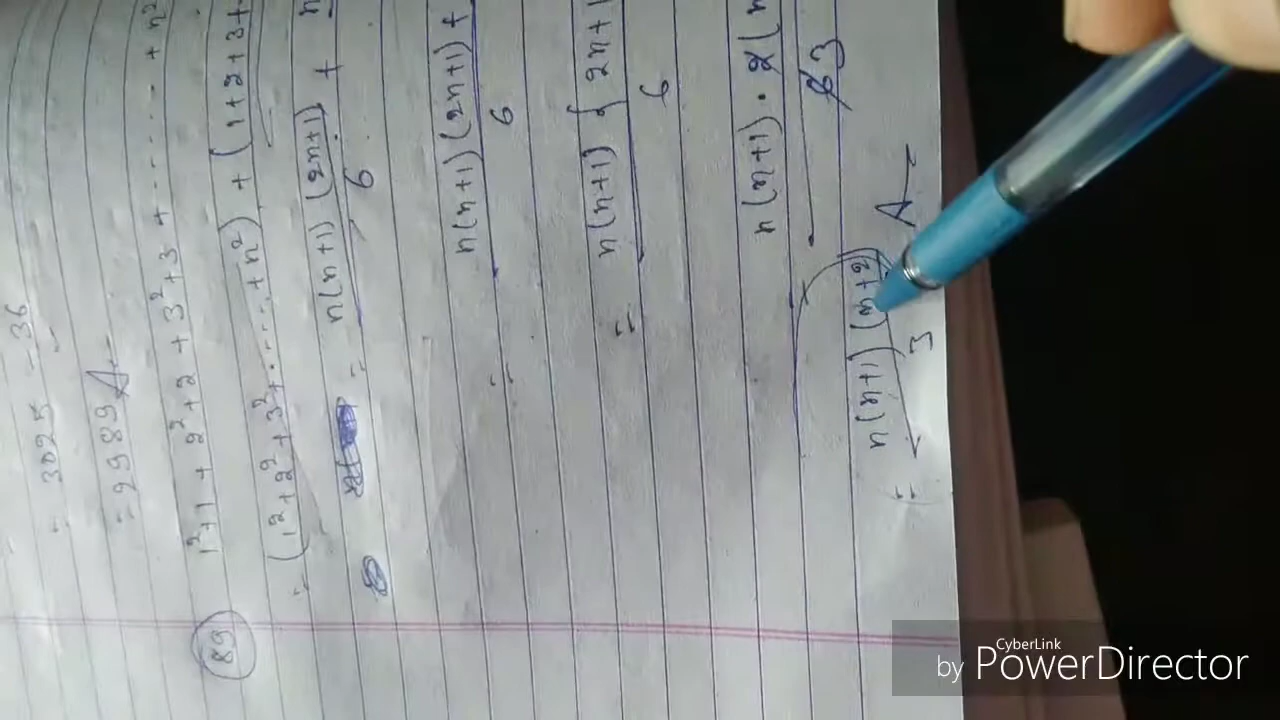 = 3025 - 36
= 2989 A
89 1²+1 + 2²+2 + 3²+3 + ------ + n²
= (1²+2²+3²+.....+n²) + (1+2+3+
= n(n+1)(2n+1) + n
6
= n(n+1)(2n+1) +
6
= n(n+1) { 2n+1
6
n(n+1) · 2(n
6 3
= n(n+1)(n+2) A
3
CyberLink
by PowerDirector